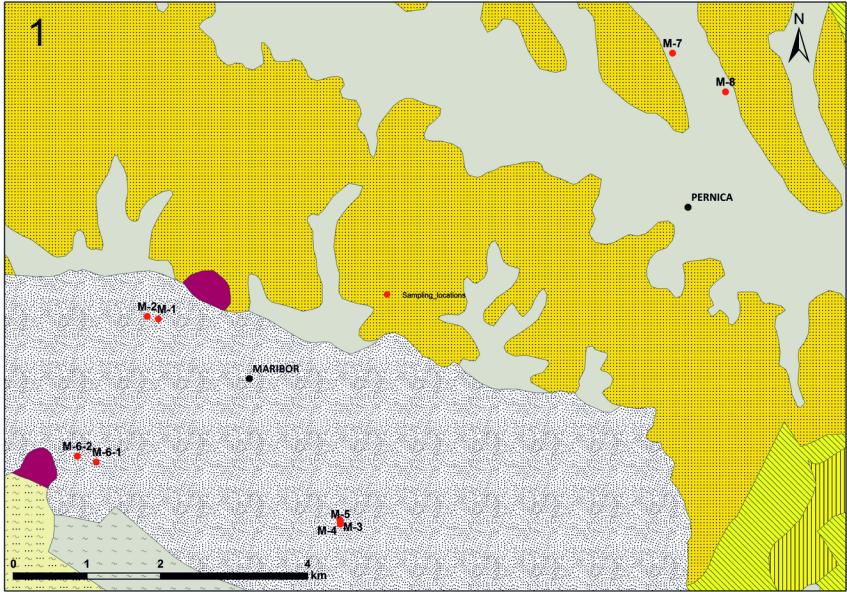 1
N
M-7
M-8
PERNICA
Sampling_locations
M-2 M-1
MARIBOR
M-6-2 M-6-1
M-5
M-4 M-3
0 1 2 4
km